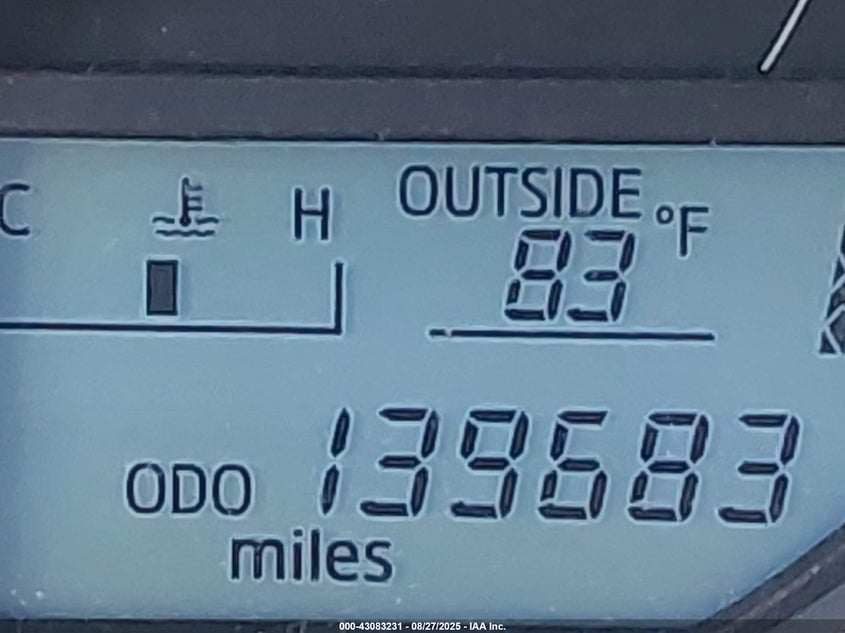 C H OUTSIDE °F
83
ODO 139683
miles
000-43083231 - 08/27/2025 - IAA Inc.